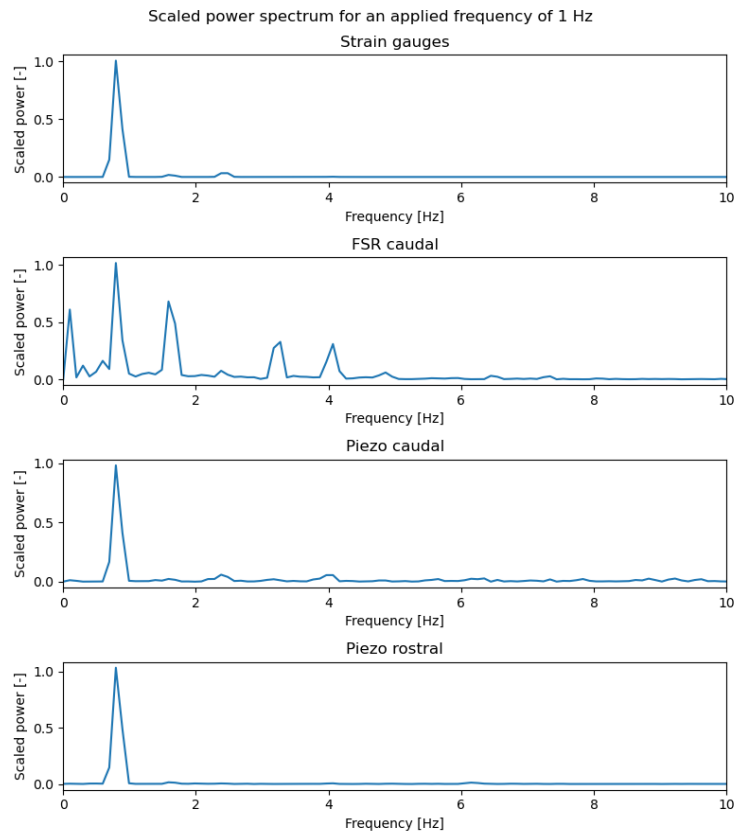 Scaled power spectrum for an applied frequency of 1 Hz
Strain gauges
1.0
0.5
0.0
Scaled power [-]
0 2 4 6 8 10
Frequency [Hz]
FSR caudal
1.0
0.5
0.0
Scaled power [-]
0 2 4 6 8 10
Frequency [Hz]
Piezo caudal
1.0
0.5
0.0
Scaled power [-]
0 2 4 6 8 10
Frequency [Hz]
Piezo rostral
1.0
0.5
0.0
Scaled power [-]
0 2 4 6 8 10
Frequency [Hz]